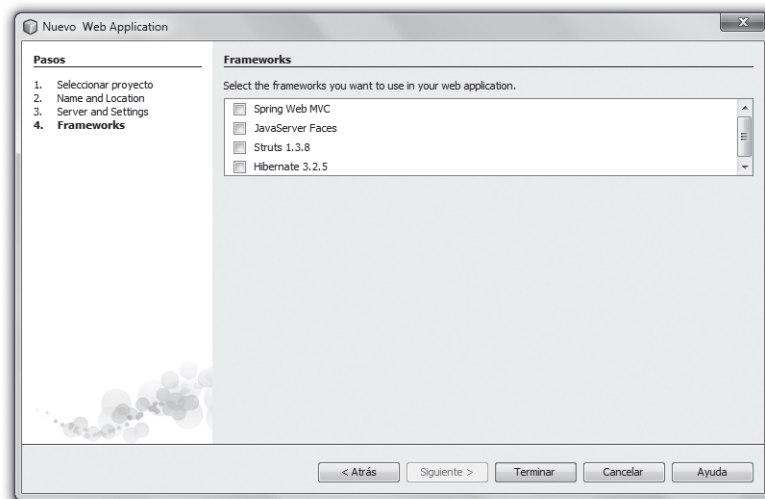 Nuevo Web Application
Pasos
1. Seleccionar proyecto
2. Name and Location
3. Server and Settings
4. Frameworks
Frameworks
Select the frameworks you want to use in your web application.
Spring Web MVC
JavaServer Faces
Struts 1.3.8
Hibernate 3.2.5
< Atrás
Siguiente >
Terminar
Cancelar
Ayuda